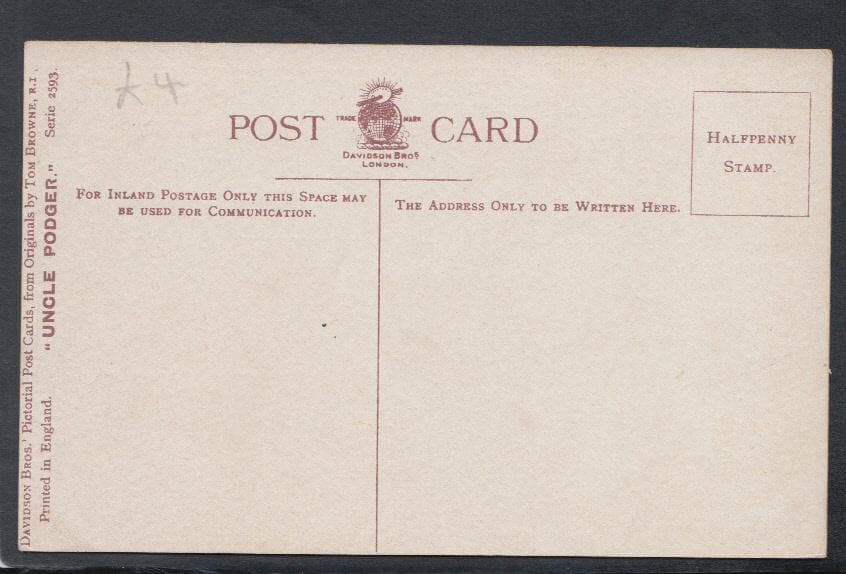 £4
POST CARD
TRADE MARK
DAVIDSON BROS
LONDON.
HALFPENNY
STAMP.
FOR INLAND POSTAGE ONLY THIS SPACE MAY
BE USED FOR COMMUNICATION.
THE ADDRESS ONLY TO BE WRITTEN HERE.
DAVIDSON BROS.' Pictorial Post Cards, from Originals by TOM BROWNE, R.I.
Printed in England. "UNCLE PODGER." Serie 2593.